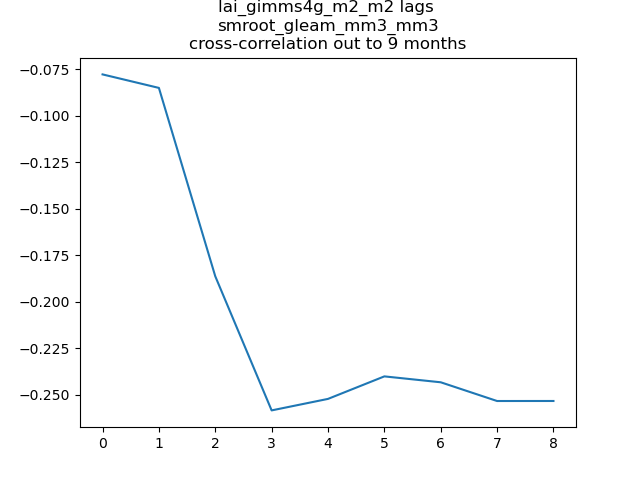 lai_gimms4g_m2_m2 lags
smroot_gleam_mm3_mm3
cross-correlation out to 9 months
−0.075
−0.100
−0.125
−0.150
−0.175
−0.200
−0.225
−0.250
0 1 2 3 4 5 6 7 8